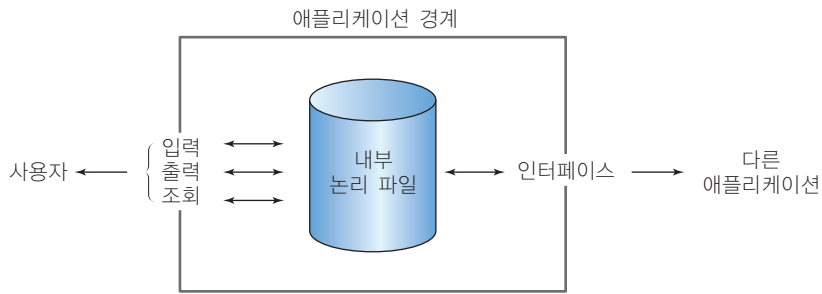 애플리케이션 경계
사용자
입력
출력
조회
내부
논리 파일
인터페이스
다른
애플리케이션